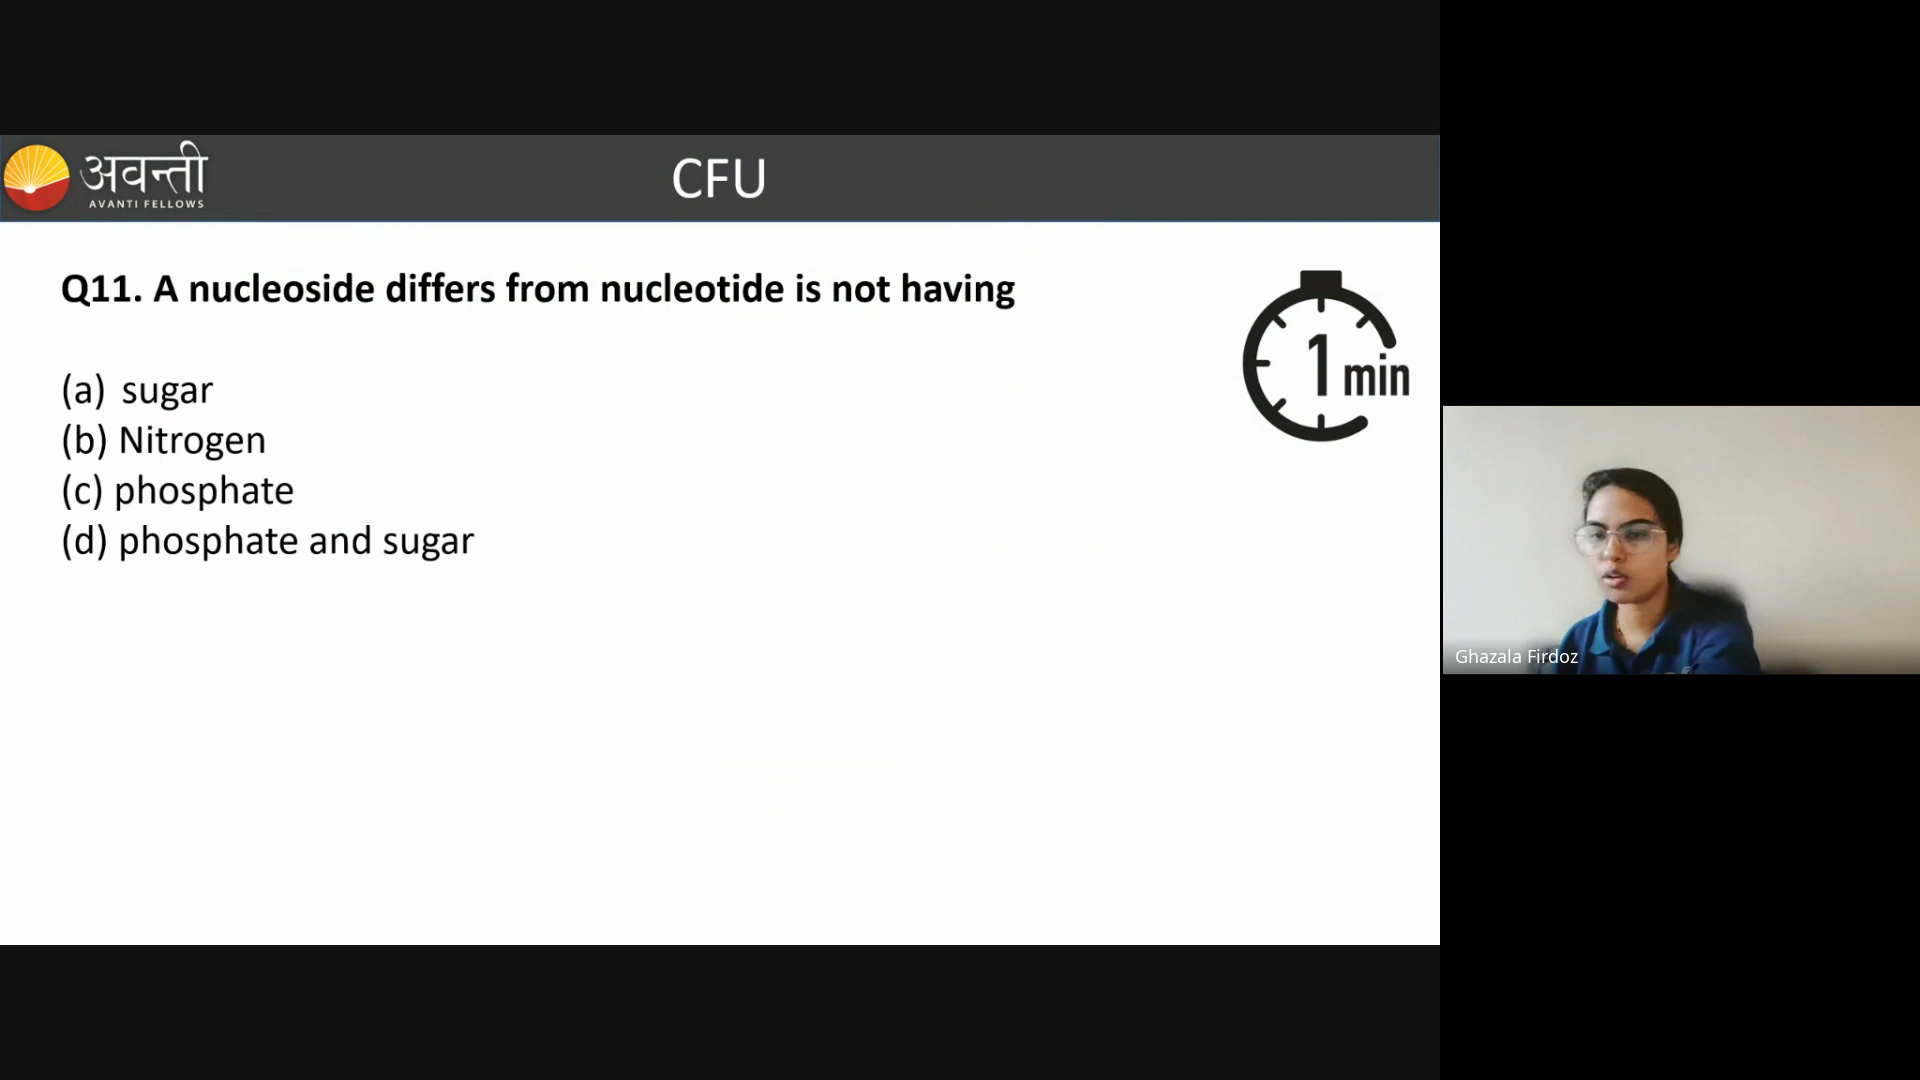 अवन्ती
AVANTI FELLOWS
CFU
Q11. A nucleoside differs from nucleotide is not having
1 min
(a) sugar
(b) Nitrogen
(c) phosphate
(d) phosphate and sugar
Ghazala Firdoz